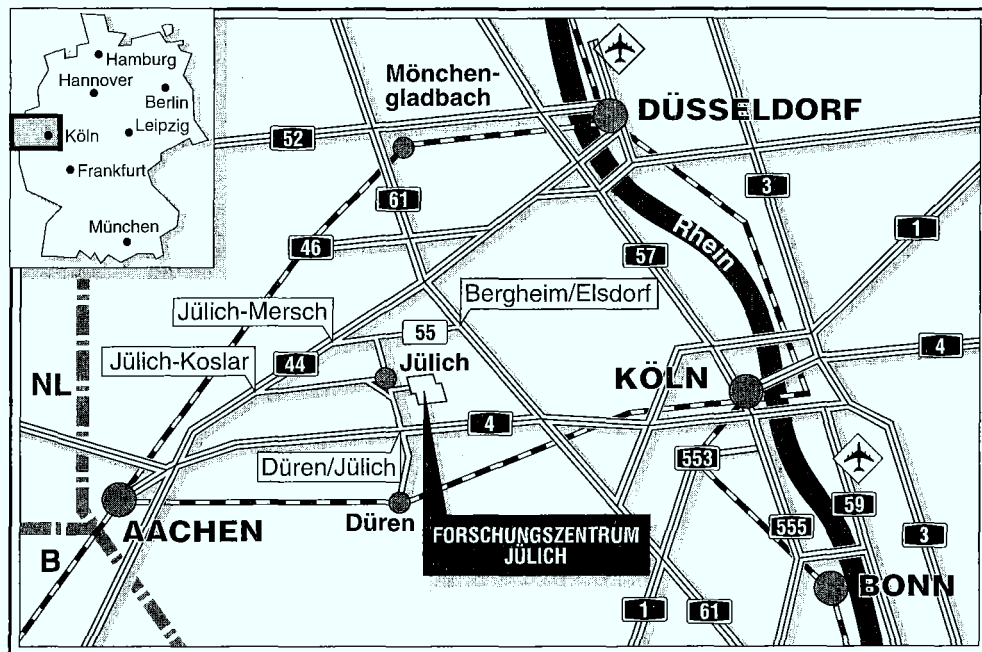 Hamburg
Hannover
Berlin
Leipzig
Köln
Frankfurt
München
Mönchen-
gladbach
DÜSSELDORF
52
3
61
1
46
57
Rhein
Bergheim/Elsdorf
Jülich-Mersch
55
Jülich-Koslar
44
Jülich
4
NL
KÖLN
4
Düren/Jülich
553
AACHEN
Düren
59
555
FORSCHUNGSZENTRUM
JÜLICH
3
B
BONN
1
61